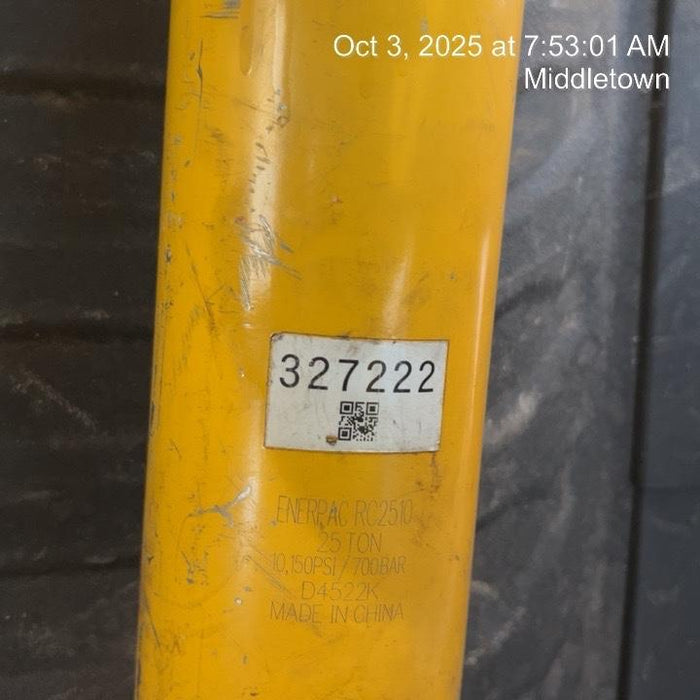 Oct 3, 2025 at 7:53:01 AM
Middletown
327222
ENERPAC RC2510
25 TON
10,150PSI / 700BAR
D4522K
MADE IN CHINA